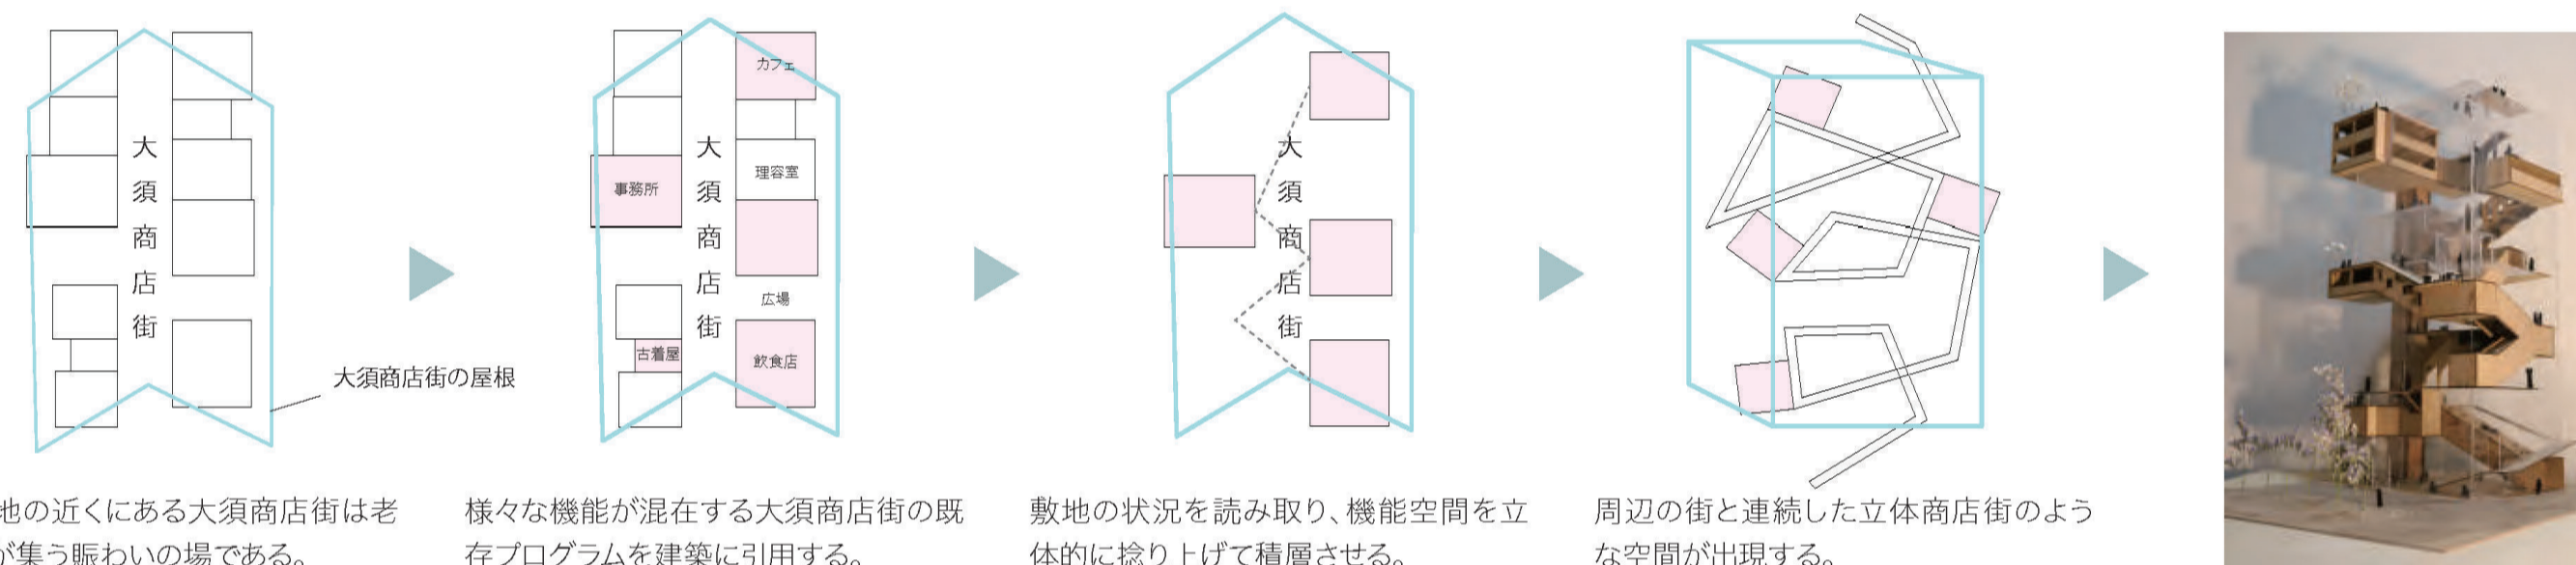 大須商店街
大須商店街の屋根
地の近くにある大須商店街は老
が集う賑わいの場である。
カフェ
事務所
大須商店街
理容室
広場
古着屋
飲食店
様々な機能が混在する大須商店街の既
存プログラムを建築に引用する。
大須商店街
敷地の状況を読み取り、機能空間を立
体的に捻り上げて積層させる。
周辺の街と連続した立体商店街のよう
な空間が出現する。